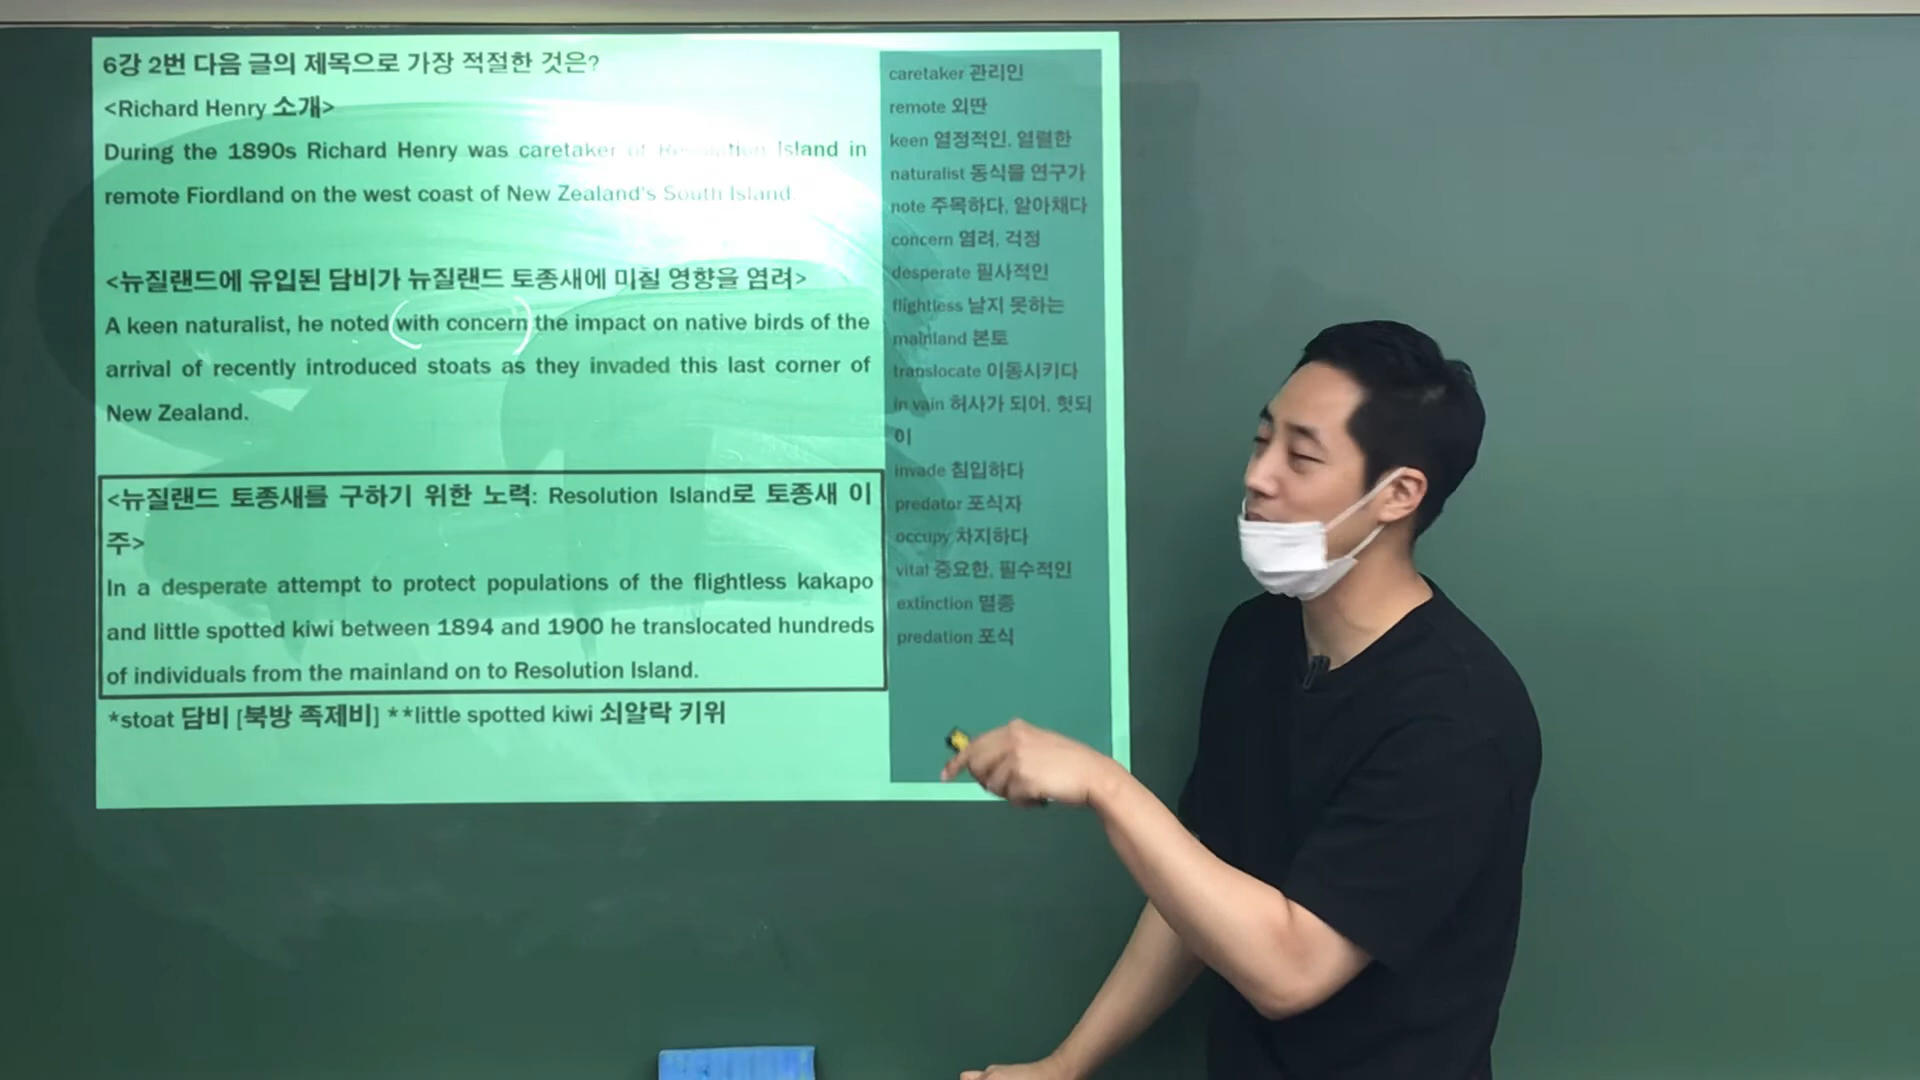 6강 2번 다음 글의 제목으로 가장 적절한 것은?
<Richard Henry 소개>
During the 1890s Richard Henry was caretaker of Resolution Island in
remote Fiordland on the west coast of New Zealand's South Island.
<뉴질랜드에 유입된 담비가 뉴질랜드 토종새에 미칠 영향을 염려>
A keen naturalist, he noted with concern the impact on native birds of the
arrival of recently introduced stoats as they invaded this last corner of
New Zealand.
<뉴질랜드 토종새를 구하기 위한 노력: Resolution Island로 토종새 이
주>
In a desperate attempt to protect populations of the flightless kakapo
and little spotted kiwi between 1894 and 1900 he translocated hundreds
of individuals from the mainland on to Resolution Island.
*stoat 담비 [북방 족제비] **little spotted kiwi 쇠알락 키위
caretaker 관리인
remote 외딴
keen 열정적인, 열렬한
naturalist 동식물 연구가
note 주목하다, 알아채다
concern 염려, 걱정
desperate 필사적인
flightless 날지 못하는
mainland 본토
translocate 이동시키다
in vain 허사가 되어, 헛되
이
invade 침입하다
predator 포식자
occupy 차지하다
vital 중요한, 필수적인
extinction 멸종
predation 포식